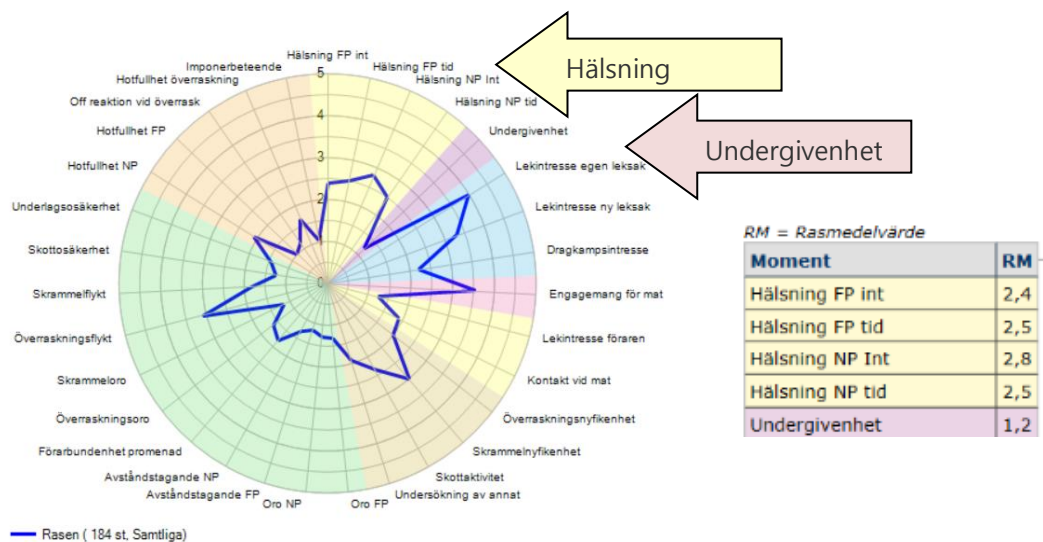 Hälsning FP int
Hälsning FP tid
Hälsning NP Int
Hälsning NP tid
Undergivenhet
Lekintresse egen leksak
Lekintresse ny leksak
Dragkampsintresse
Engagemang för mat
Lekintresse föraren
Kontakt vid mat
Överraskningsnyfikenhet
Skrammelnyfikenhet
Skottaktivitet
Undersökning av annat
Oro FP
Oro NP
Avståndstagande FP
Avståndstagande NP
Förarbundenhet promenad
Överraskningsoro
Skrammeloro
Överraskningsflykt
Skrammelflykt
Skottosäkerhet
Underlagsosäkerhet
Hotfullhet NP
Hotfullhet FP
Off reaktion vid överrask
Hotfullhet överraskning
Imponerbeteende
5
4
3
2
1
0
Rasen ( 184 st, Samtliga)
Hälsning
Undergivenhet
RM = Rasmedelvärde
Moment RM
Hälsning FP int 2,4
Hälsning FP tid 2,5
Hälsning NP Int 2,8
Hälsning NP tid 2,5
Undergivenhet 1,2